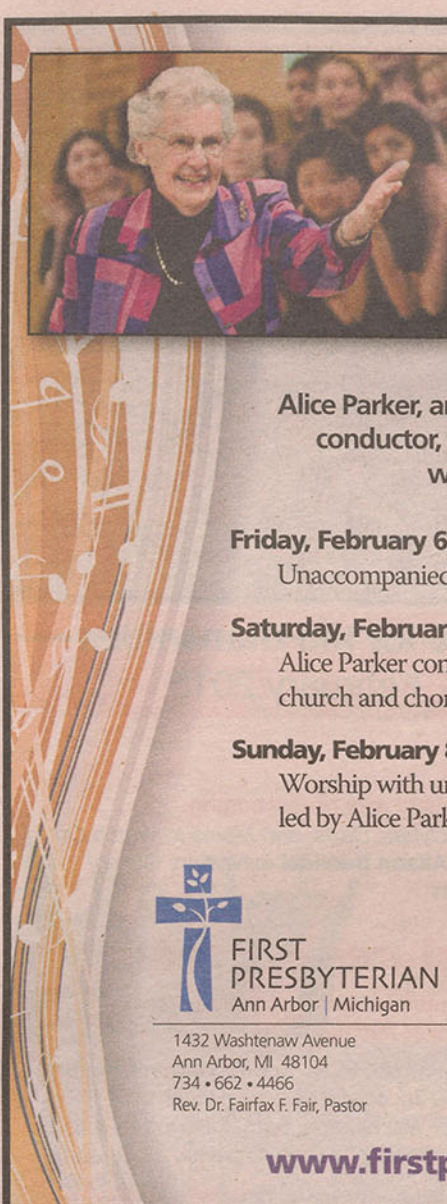 Alice Parker, an
conductor,
w
Friday, February 6
Unaccompanied
Saturday, Februar
Alice Parker con
church and chor
Sunday, February 8
Worship with un
led by Alice Park
FIRST
PRESBYTERIAN
Ann Arbor | Michigan
1432 Washtenaw Avenue
Ann Arbor, MI 48104
734 • 662 • 4466
Rev. Dr. Fairfax F. Fair, Pastor
www.firstp